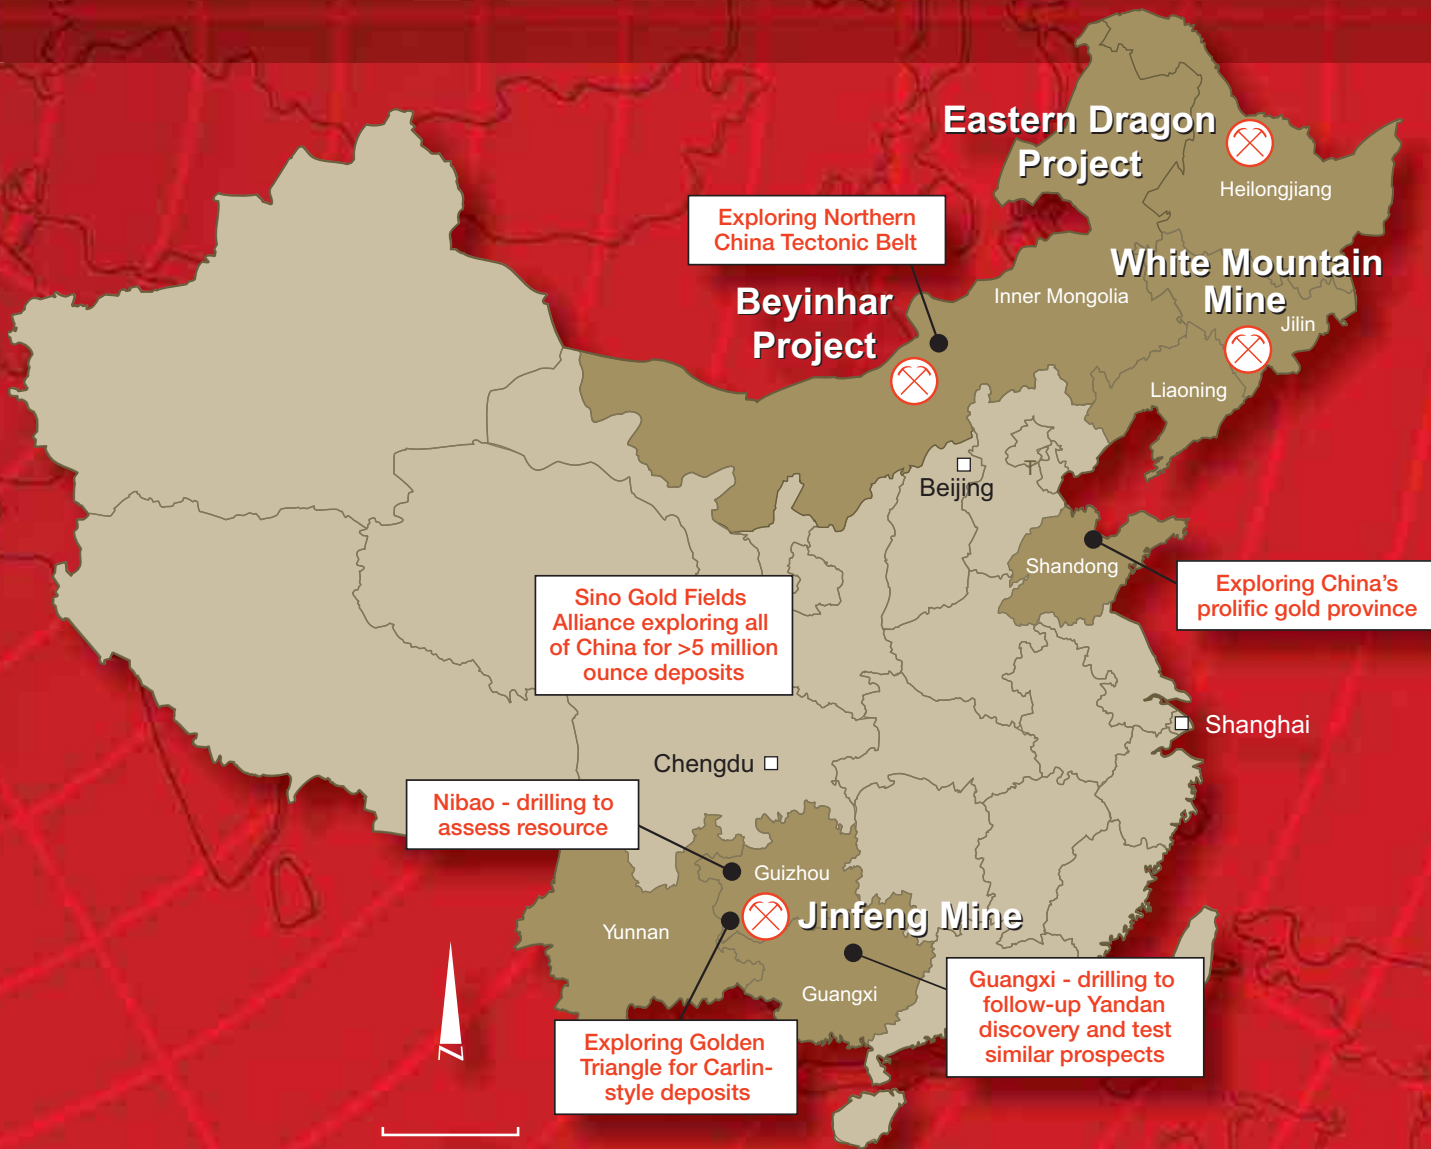 Eastern Dragon
Project
Heilongjiang
Exploring Northern
China Tectonic Belt
White Mountain
Mine
Inner Mongolia
Jilin
Beyinhar
Project
Liaoning
Beijing
Shandong
Exploring China’s
prolific gold province
Sino Gold Fields
Alliance exploring all
of China for >5 million
ounce deposits
Shanghai
Chengdu
Nibao - drilling to
assess resource
Guizhou
Jinfeng Mine
Yunnan
Guangxi
Guangxi - drilling to
follow-up Yandan
discovery and test
similar prospects
Exploring Golden
Triangle for Carlin-
style deposits
N